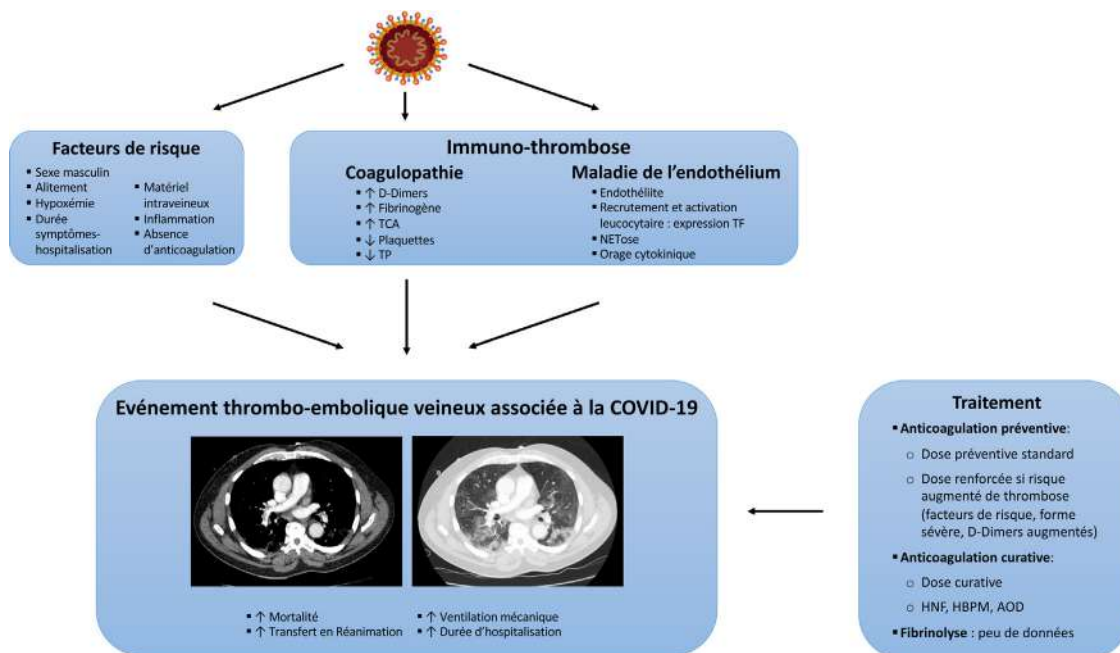 Facteurs de risque
▪ Sexe masculin
▪ Alitement
▪ Hypoxémie
▪ Durée
symptômes-
hospitalisation
▪ Matériel
intraveineux
▪ Inflammation
▪ Absence
d'anticoagulation
Immuno-thrombose
Coagulopathie
▪ ↑ D-Dimers
▪ ↑ Fibrinogène
▪ ↑ TCA
▪ ↓ Plaquettes
▪ ↓ TP
Maladie de l'endothélium
▪ Endothéliite
▪ Recrutement et activation
leucocytaire : expression TF
▪ NETose
▪ Orage cytokinique
Evénement thrombo-embolique veineux associée à la COVID-19
▪ ↑ Mortalité
▪ ↑ Transfert en Réanimation
▪ ↑ Ventilation mécanique
▪ ↑ Durée d'hospitalisation
Traitement
▪ Anticoagulation préventive:
o Dose préventive standard
o Dose renforcée si risque
augmenté de thrombose
(facteurs de risque, forme
sévère, D-Dimers augmentés)
▪ Anticoagulation curative:
o Dose curative
o HNF, HBPM, AOD
▪ Fibrinolyse : peu de données